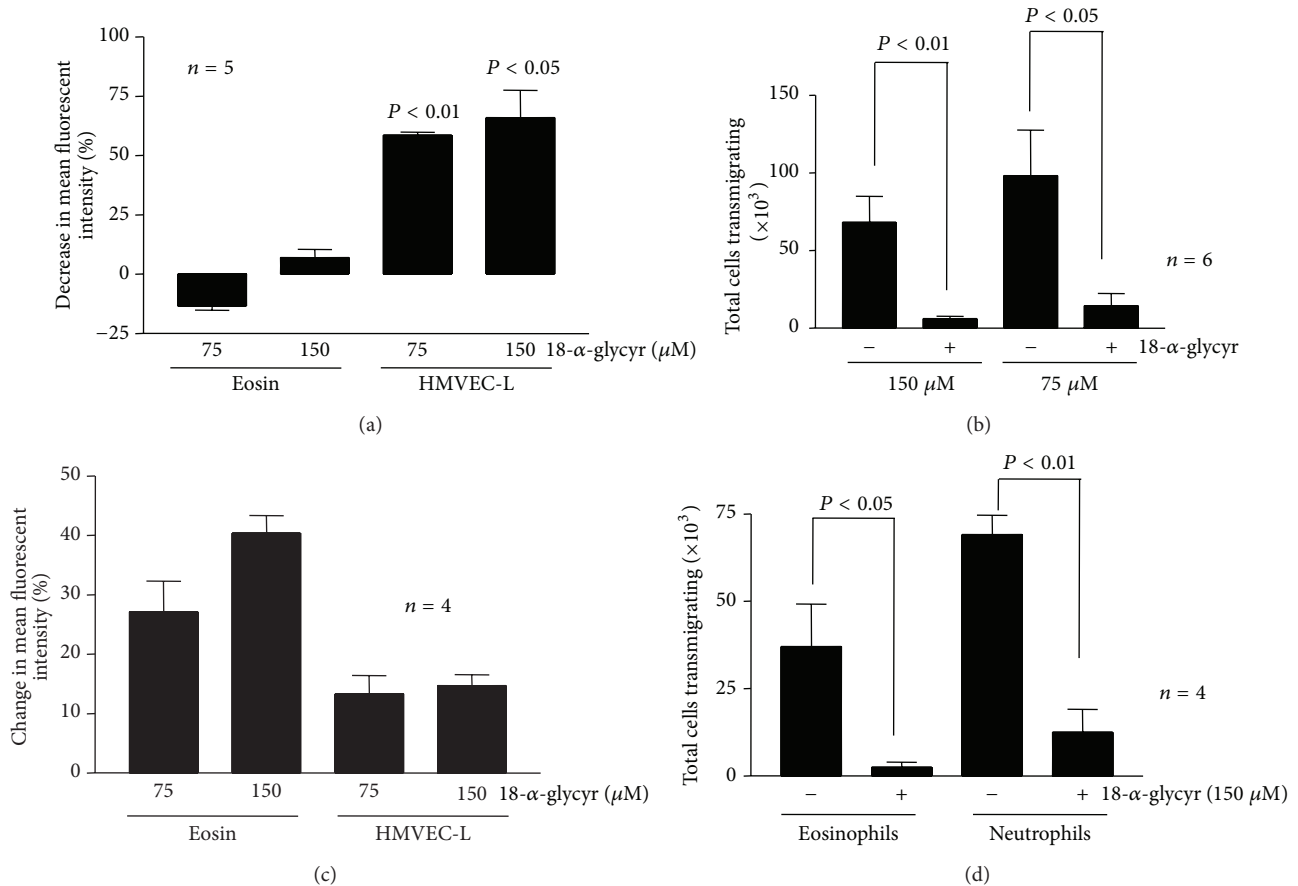 Decrease in mean fluorescent
intensity (%)
100
75
50
25
0
−25
n = 5
P < 0.01
P < 0.05
75
150
75
150
18-α-glycyr (μM)
Eosin
HMVEC-L
(a)
Total cells transmigrating
(×10³)
150
100
50
0
P < 0.01
P < 0.05
n = 6
−
+
−
+
18-α-glycyr
150 μM
75 μM
(b)
Change in mean fluorescent
intensity (%)
50
40
30
20
10
0
n = 4
75
150
75
150
18-α-glycyr (μM)
Eosin
HMVEC-L
(c)
Total cells transmigrating (×10³)
75
50
25
0
P < 0.05
P < 0.01
n = 4
−
+
−
+
18-α-glycyr (150 μM)
Eosinophils
Neutrophils
(d)